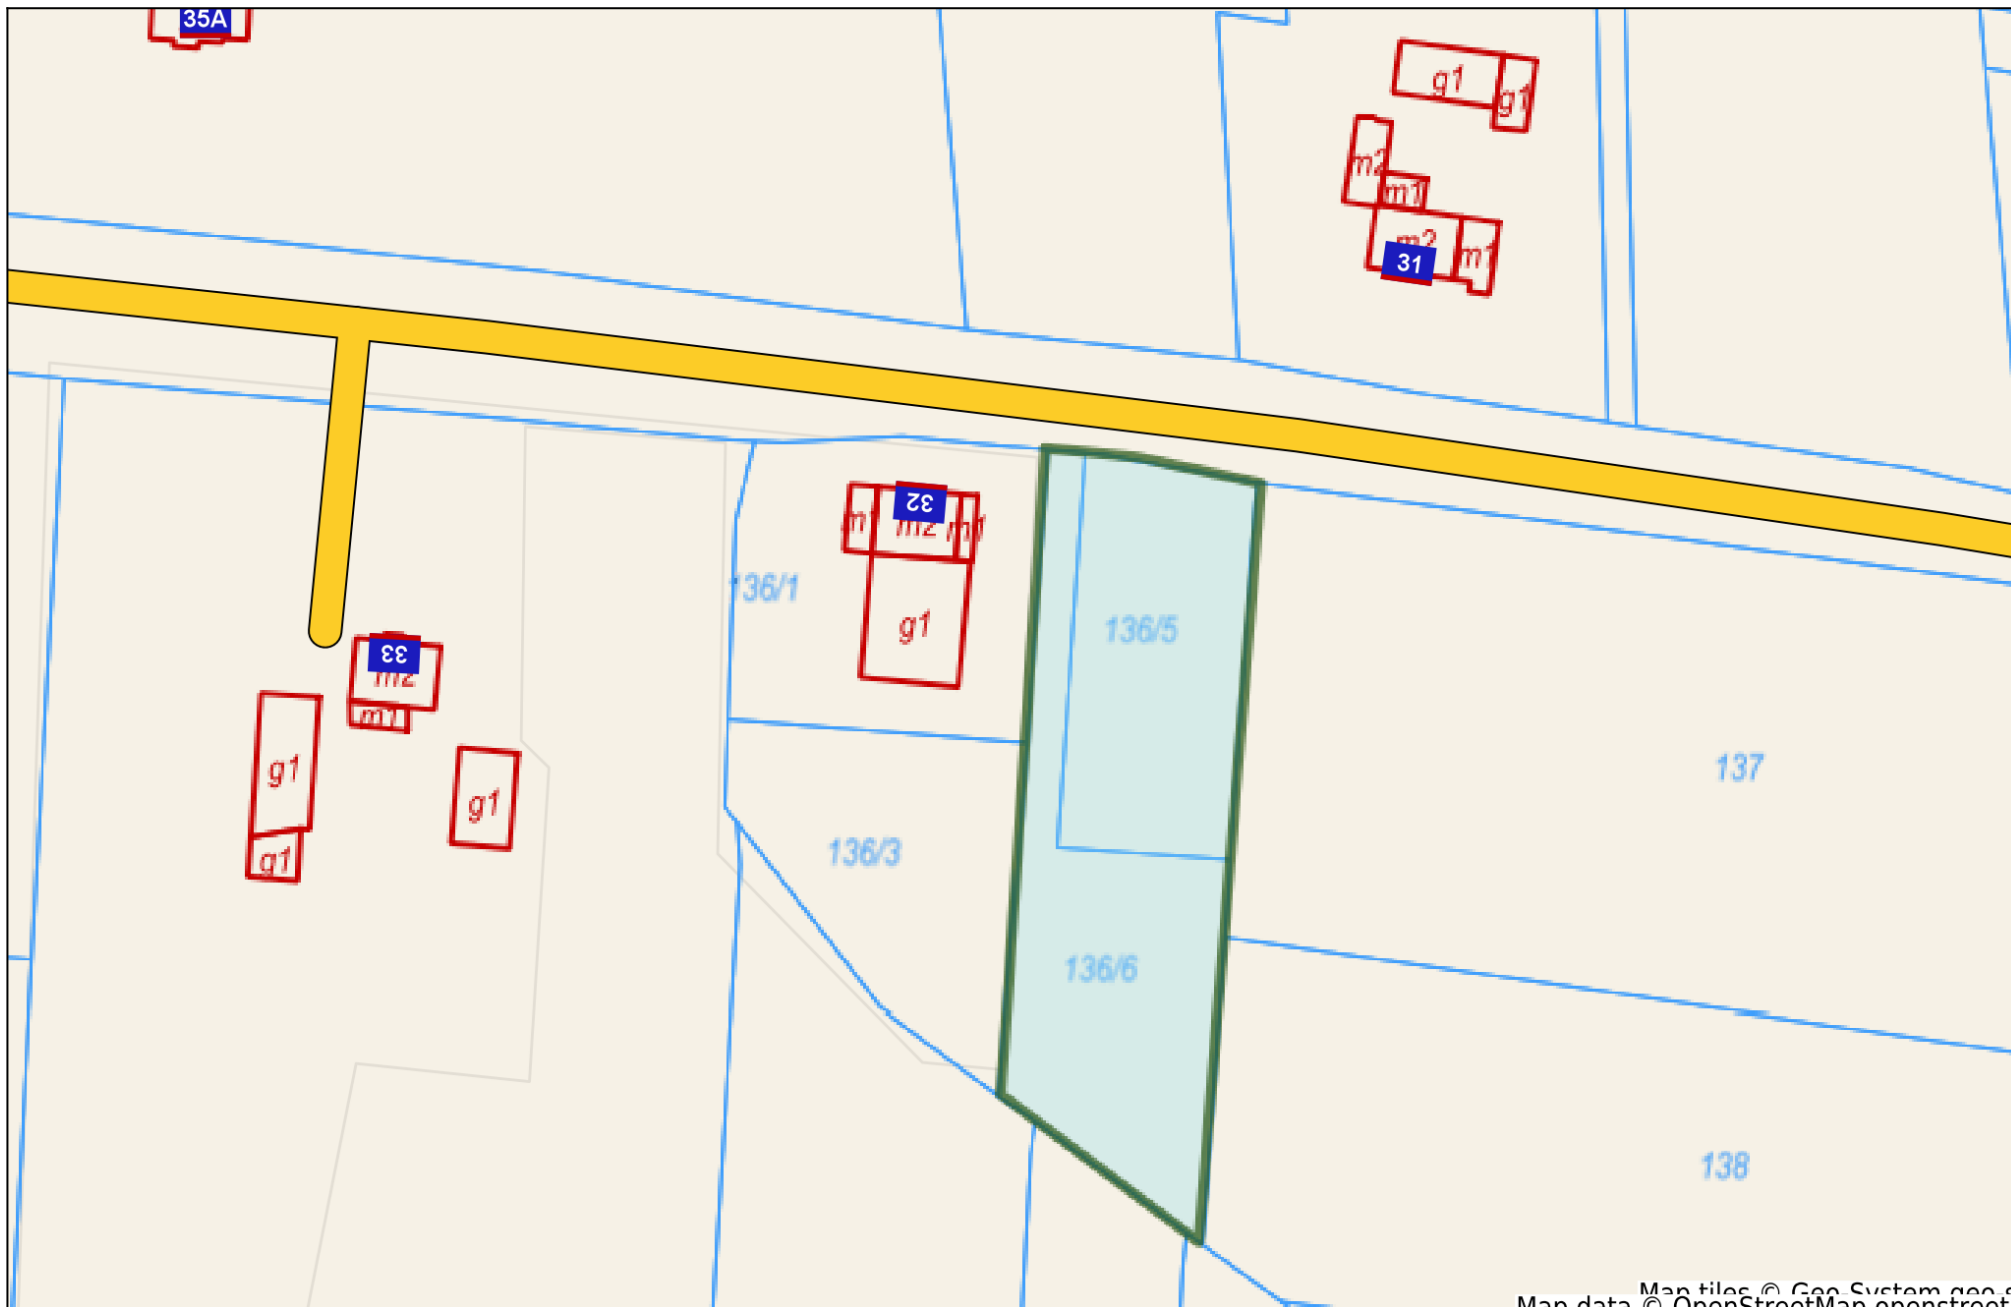 35A
g1
g1
m2
m1
m2
m1
31
32
m1
m2
m1
136/1
g1
136/5
33
m2
m1
g1
g1
g1
137
136/3
136/6
138
Map tiles © Geo-System geo-
Map data © OpenStreetMap openstreet